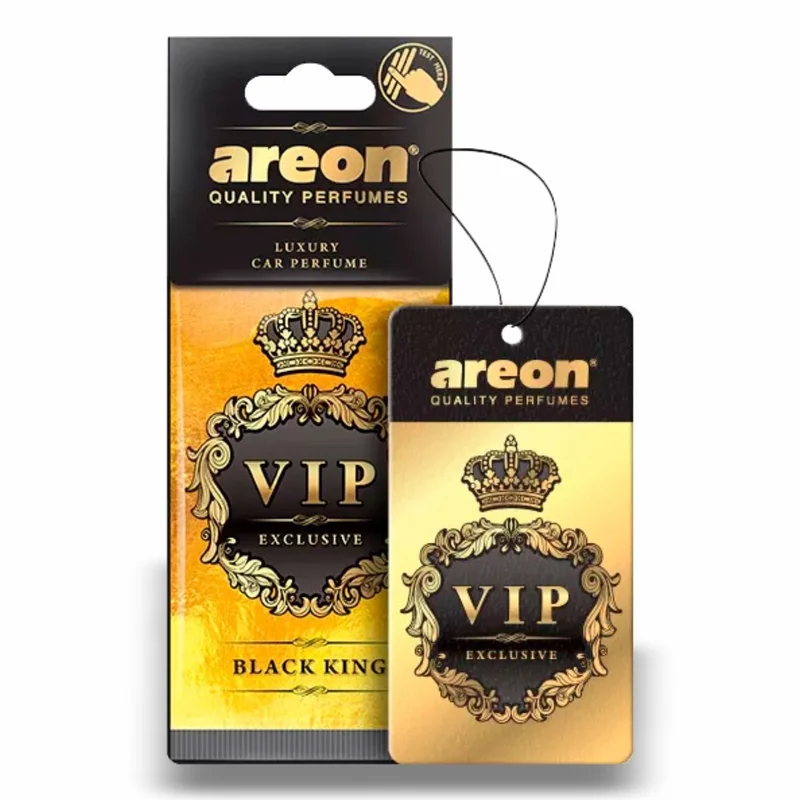 TEST HERE
areon®
QUALITY PERFUMES
LUXURY
CAR PERFUME
VIP
EXCLUSIVE
BLACK KING
areon®
QUALITY PERFUMES
VIP
EXCLUSIVE